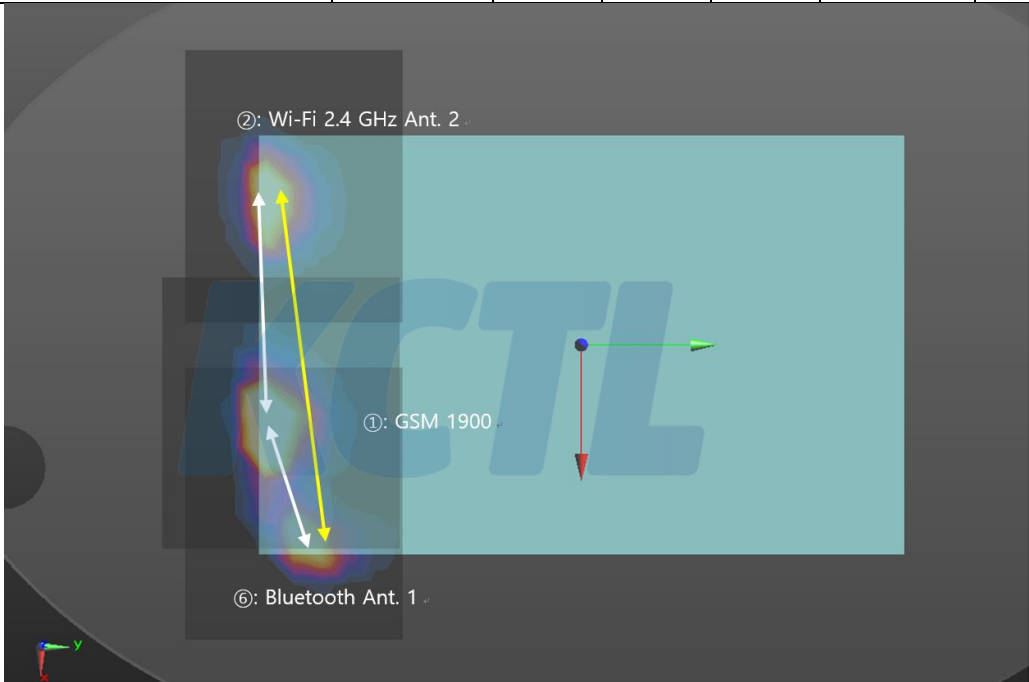 ②: Wi-Fi 2.4 GHz Ant. 2
KCTL
①: GSM 1900
⑥: Bluetooth Ant. 1
Y
X